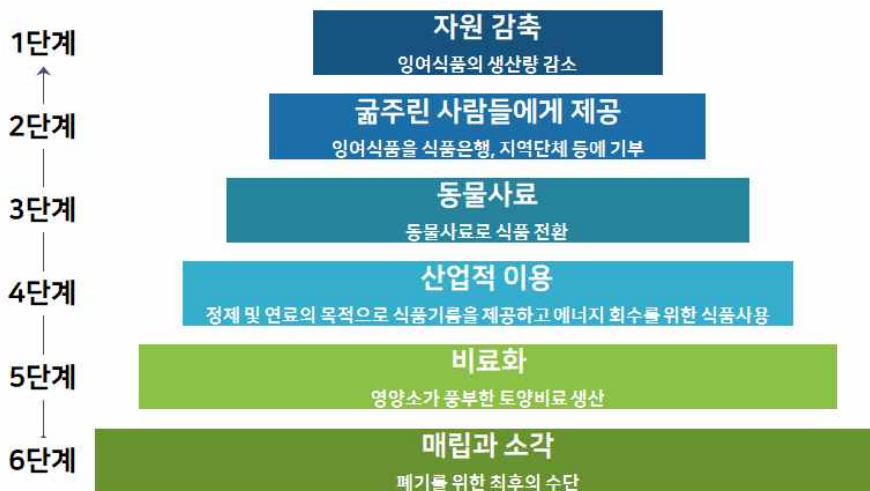 1단계
자원 감축
잉여식품의 생산량 감소
2단계
굶주린 사람들에게 제공
잉여식품을 식품은행, 지역단체 등에 기부
3단계
동물사료
동물사료로 식품 전환
4단계
산업적 이용
정제 및 연료의 목적으로 식품기름을 제공하고 에너지 회수를 위한 식품사용
5단계
비료화
영양소가 풍부한 토양비료 생산
6단계
매립과 소각
폐기를 위한 최후의 수단